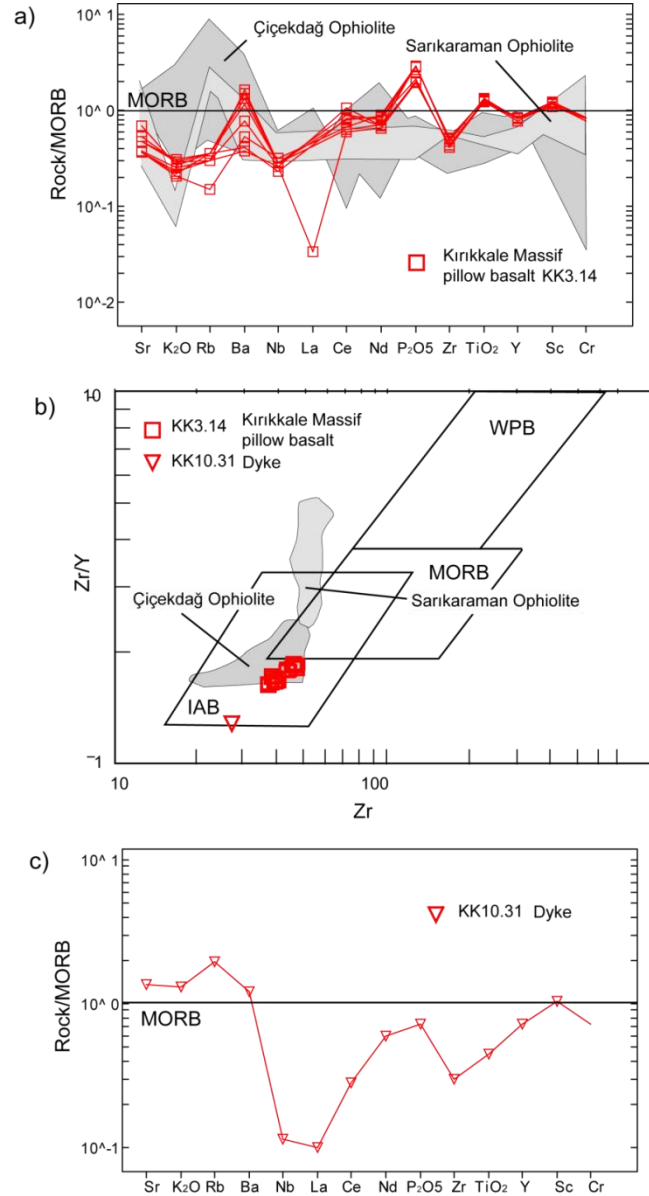 a)
10^ 1
Çiçekdağ Ophiolite
Sarıkaraman Ophiolite
MORB
10^ 0
Rock/MORB
10^-1
Kırıkkale Massif
pillow basalt KK3.14
10^-2
Sr K₂O Rb Ba Nb La Ce Nd P₂O5 Zr TiO₂ Y Sc Cr
b)
10
KK3.14 Kırıkkale Massif
pillow basalt
KK10.31 Dyke
WPB
Zr/Y
MORB
Çiçekdağ Ophiolite
Sarıkaraman Ophiolite
IAB
1
10 100
Zr
c)
10^ 1
KK10.31 Dyke
Rock/MORB
10^ 0
MORB
10^-1
Sr K₂O Rb Ba Nb La Ce Nd P₂O5 Zr TiO₂ Y Sc Cr